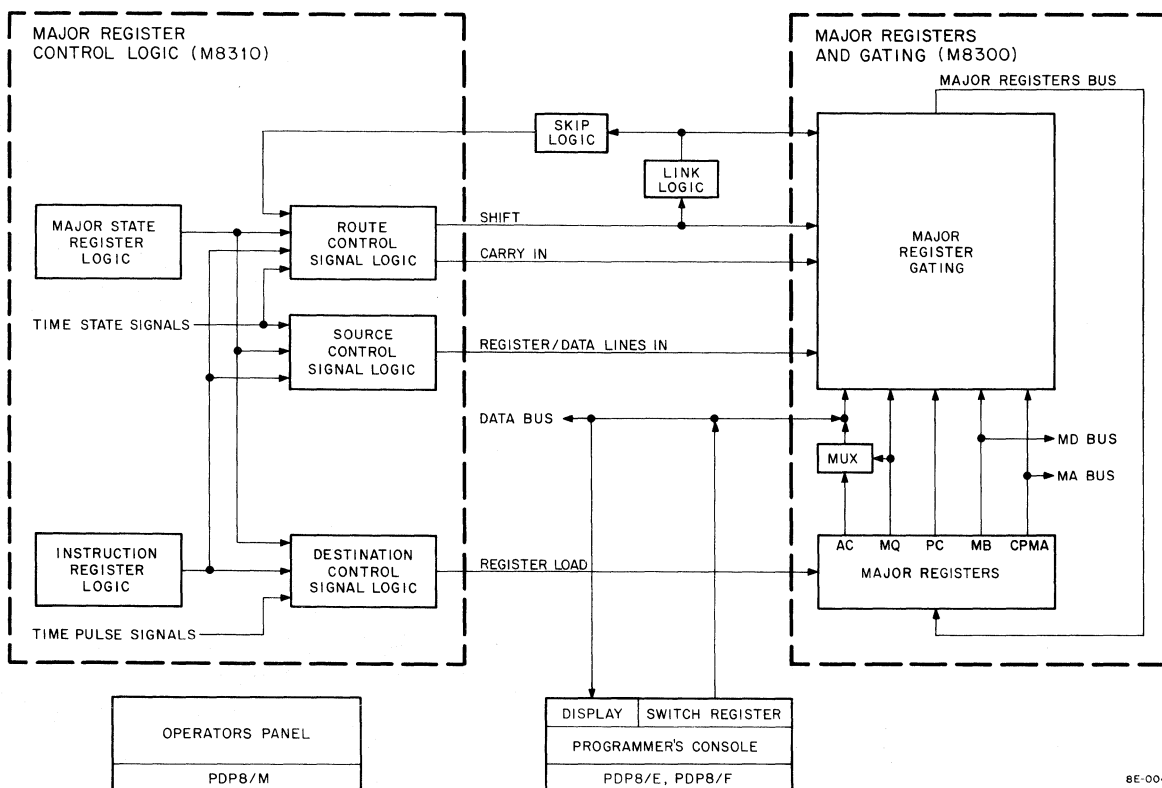 MAJOR REGISTER
CONTROL LOGIC (M8310)
MAJOR REGISTERS
AND GATING (M8300)
MAJOR REGISTERS BUS
SKIP
LOGIC
LINK
LOGIC
MAJOR STATE
REGISTER
LOGIC
ROUTE
CONTROL
SIGNAL LOGIC
SHIFT
CARRY IN
MAJOR
REGISTER
GATING
TIME STATE SIGNALS
SOURCE
CONTROL
SIGNAL LOGIC
REGISTER/DATA LINES IN
DATA BUS
MUX
MD BUS
MA BUS
INSTRUCTION
REGISTER
LOGIC
DESTINATION
CONTROL
SIGNAL LOGIC
REGISTER LOAD
AC MQ PC MB CPMA
MAJOR REGISTERS
TIME PULSE SIGNALS
OPERATORS PANEL
PDP8/M
DISPLAY
SWITCH REGISTER
PROGRAMMER'S CONSOLE
PDP8/E, PDP8/F